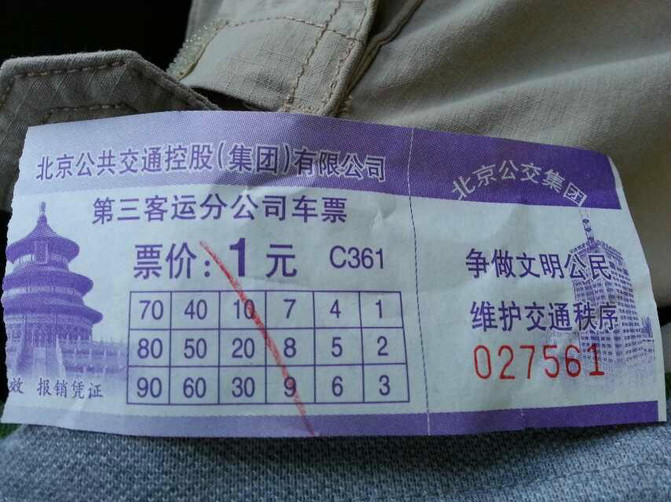 北京公共交通控股(集团)有限公司
第三客运分公司车票
票价:1元 C361
70 40 10 7 4 1
80 50 20 8 5 2
90 60 30 9 6 3
效 报销凭证
北京公交集团
争做文明公民
维护交通秩序
027561